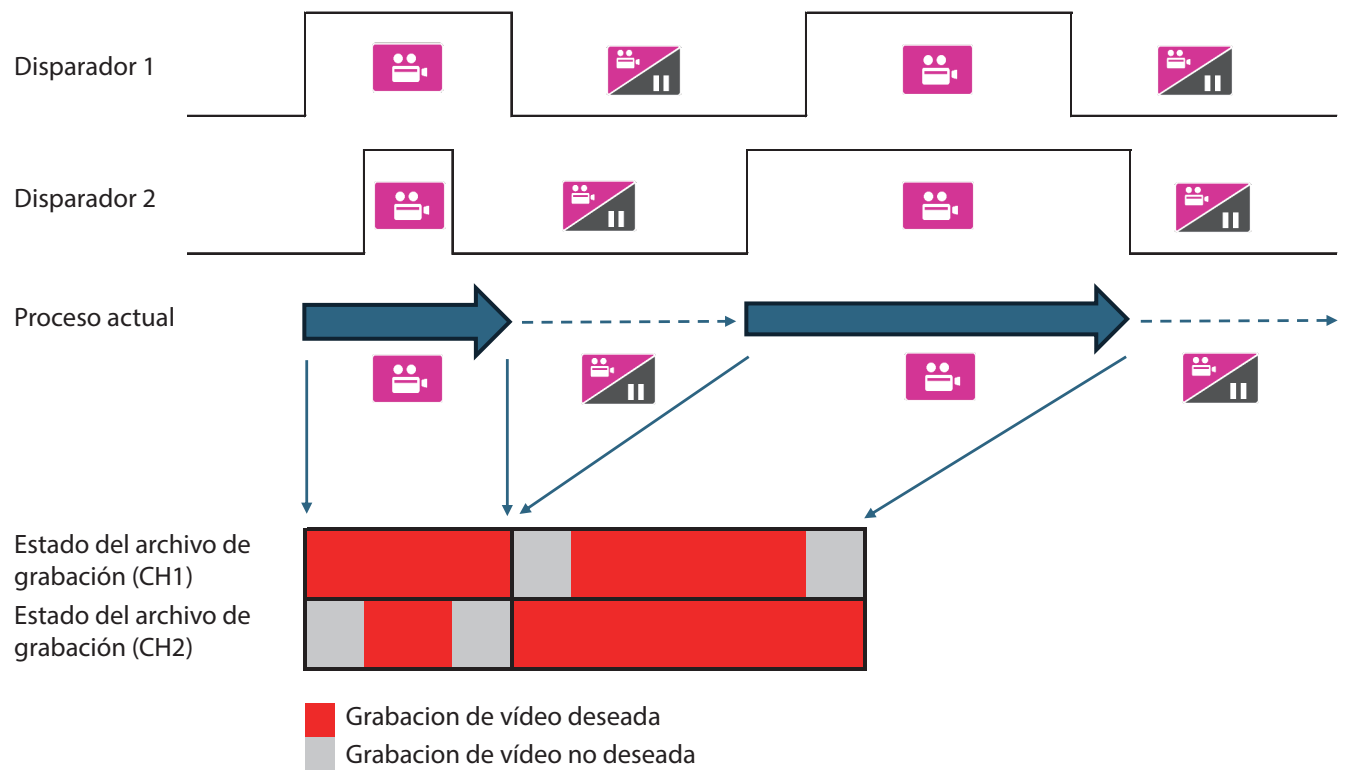 Disparador 1
Disparador 2
Proceso actual
Estado del archivo de
grabación (CH1)
Estado del archivo de
grabación (CH2)
Grabacion de vídeo deseada
Grabacion de vídeo no deseada